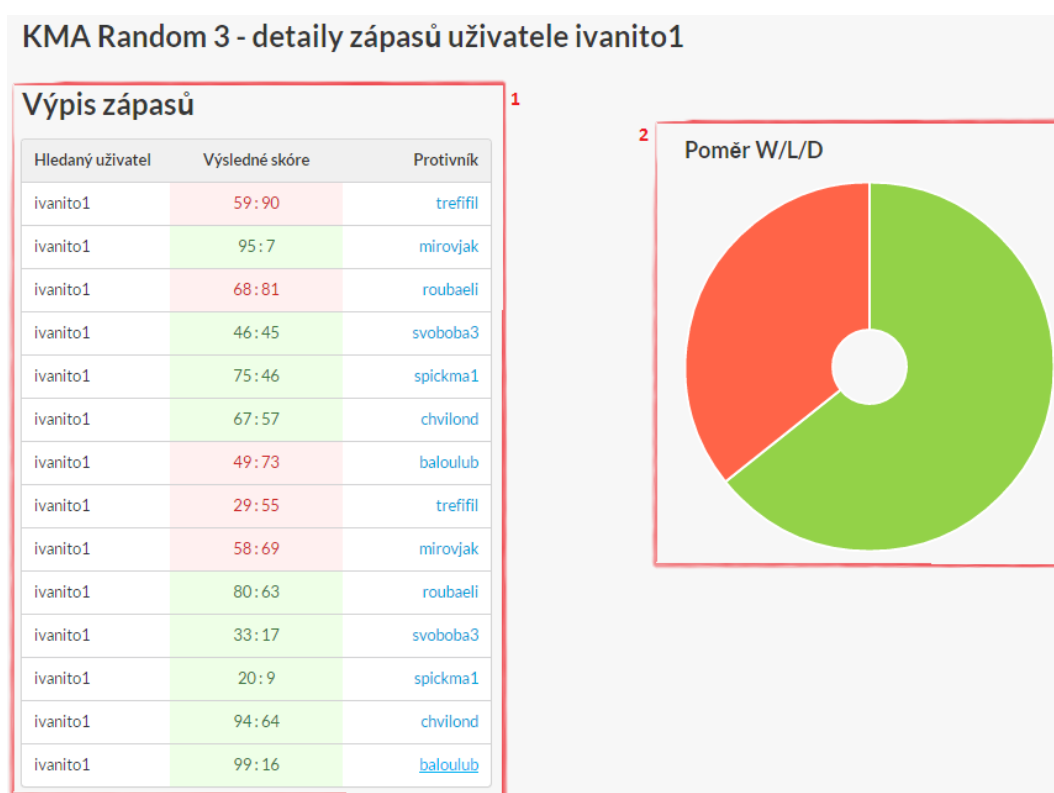 KMA Random 3 - detaily zápasů uživatele ivanito1
Výpis zápasů
1
Hledaný uživatel Výsledné skóre Protivník
ivanito1 59:90 trefifil
ivanito1 95:7 mirovjak
ivanito1 68:81 roubaeli
ivanito1 46:45 svoboba3
ivanito1 75:46 spickma1
ivanito1 67:57 chvilond
ivanito1 49:73 baloulub
ivanito1 29:55 trefifil
ivanito1 58:69 mirovjak
ivanito1 80:63 roubaeli
ivanito1 33:17 svoboba3
ivanito1 20:9 spickma1
ivanito1 94:64 chvilond
ivanito1 99:16 baloulub
2
Poměr W/L/D